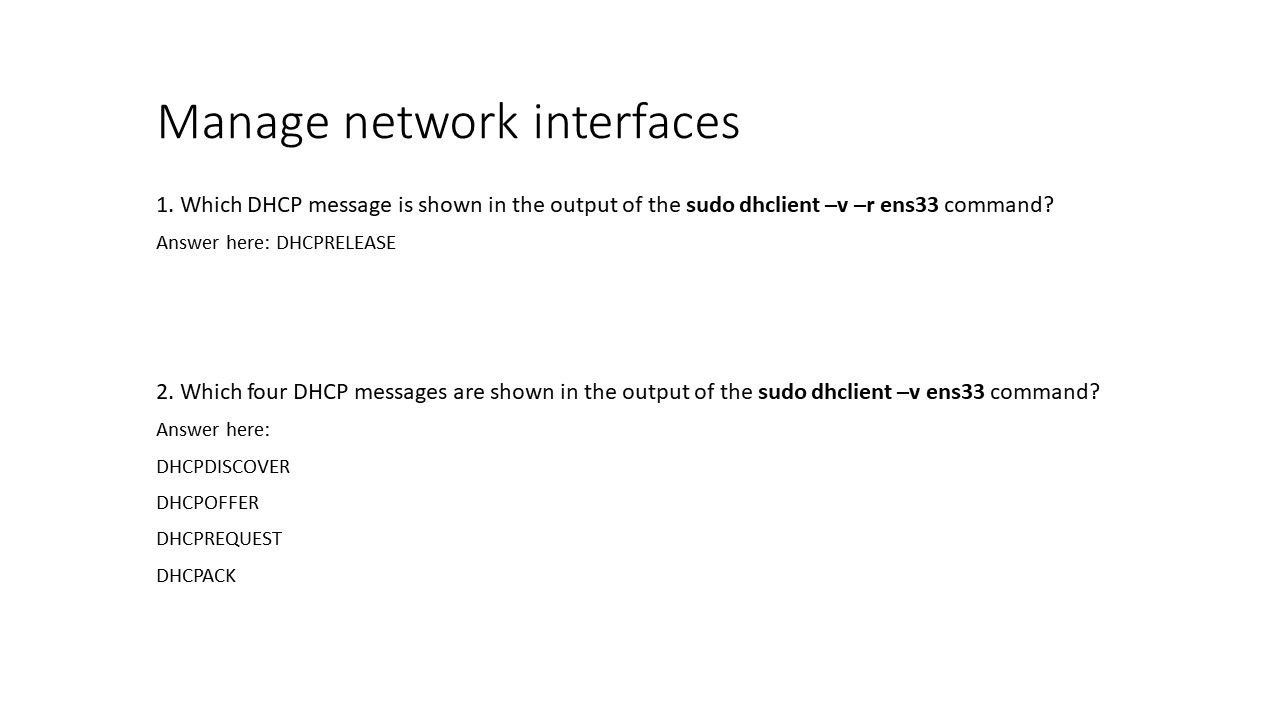 Manage network interfaces
1. Which DHCP message is shown in the output of the sudo dhclient –v –r ens33 command?
Answer here: DHCPRELEASE
2. Which four DHCP messages are shown in the output of the sudo dhclient –v ens33 command?
Answer here:
DHCPDISCOVER
DHCPOFFER
DHCPREQUEST
DHCPACK